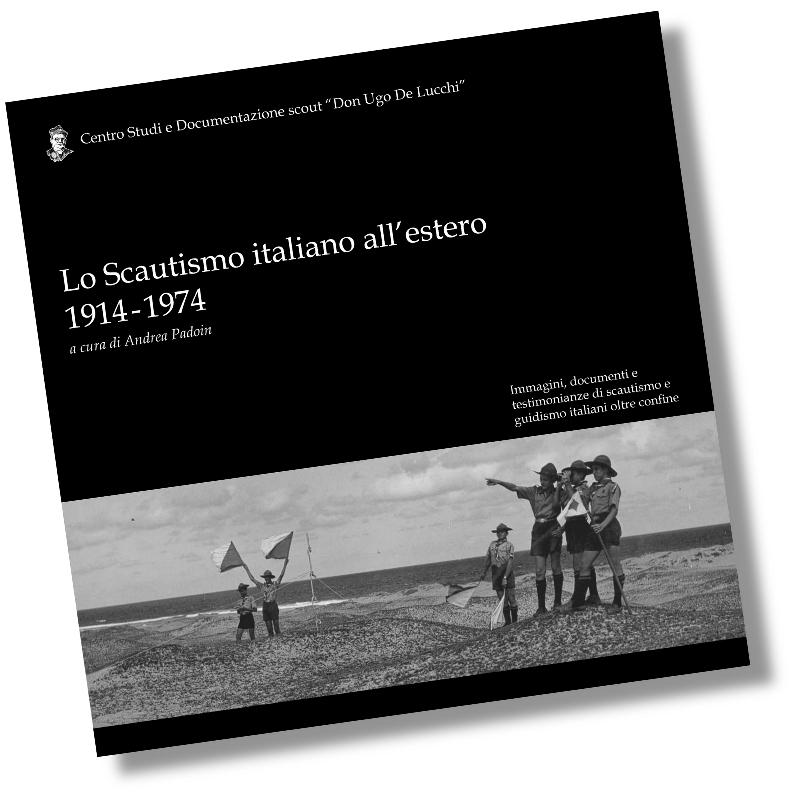 Centro Studi e Documentazione scout “Don Ugo De Lucchi”
Lo Scautismo italiano all’estero
1914-1974
a cura di Andrea Padoin
Immagini, documenti e
testimonianze di scautismo e
guidismo italiani oltre confine